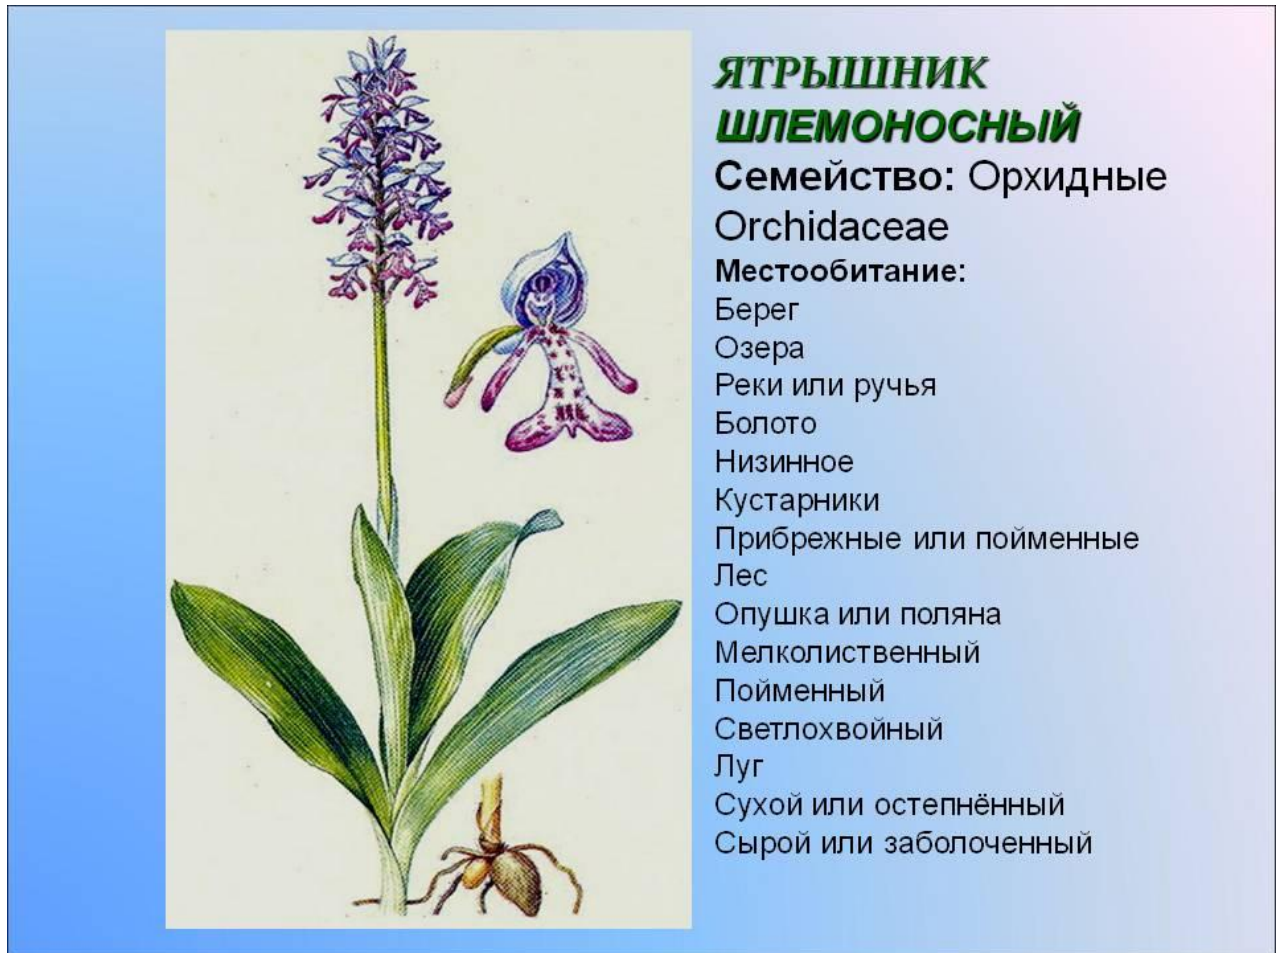 ЯТРЫШНИК
ШЛЕМОНОСНЫЙ
Семейство: Орхидные
Orchidaceae
Местообитание:
Берег
Озера
Реки или ручья
Болото
Низинное
Кустарники
Прибрежные или пойменные
Лес
Опушка или поляна
Мелколиственный
Пойменный
Светлохвойный
Луг
Сухой или остепнённый
Сырой или заболоченный